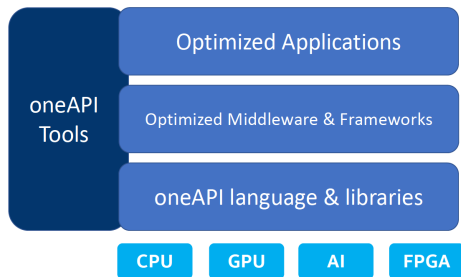 Optimized Applications
oneAPI
Tools
Optimized Middleware & Frameworks
oneAPI language & libraries
CPU GPU AI FPGA